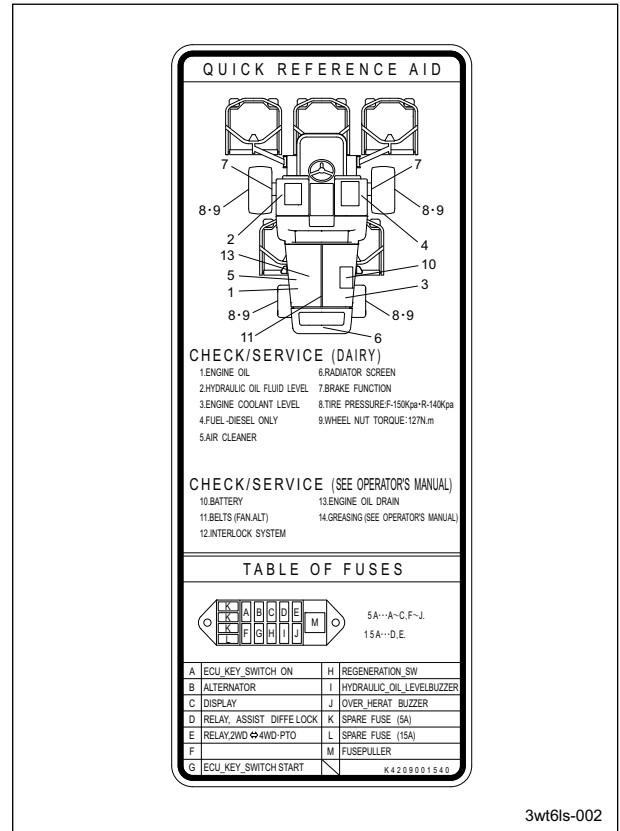 QUICK REFERENCE AID
7 7
8・9 8・9
2 4
13 10
5
1 3
8・9 8・9
11 6
CHECK/SERVICE (DAIRY)
1.ENGINE OIL 6.RADIATOR SCREEN
2.HYDRAULIC OIL FLUID LEVEL 7.BRAKE FUNCTION
3.ENGINE COOLANT LEVEL 8.TIRE PRESSURE:F-150Kpa・R-140Kpa
4.FUEL -DIESEL ONLY 9.WHEEL NUT TORQUE:127N.m
5.AIR CLEANER
CHECK/SERVICE (SEE OPERATOR'S MANUAL)
10.BATTERY 13.ENGINE OIL DRAIN
11.BELTS (FAN.ALT) 14.GREASING (SEE OPERATOR'S MANUAL)
12.INTERLOCK SYSTEM
TABLE OF FUSES
K K K L A B C D E F G H I J M
5A・・・A~C,F~J.
15A・・・D,E.
A ECU_KEY_SWITCH ON H REGENERATION_SW
B ALTERNATOR I HYDRAULIC_OIL_LEVELBUZZER
C DISPLAY J OVER_HERAT BUZZER
D RELAY, ASSIST DIFFE LOCK K SPARE FUSE (5A)
E RELAY,2WD⇔4WD・PTO L SPARE FUSE (15A)
F M FUSEPULLER
G ECU_KEY_SWITCH START K4209001540
3wt6ls-002